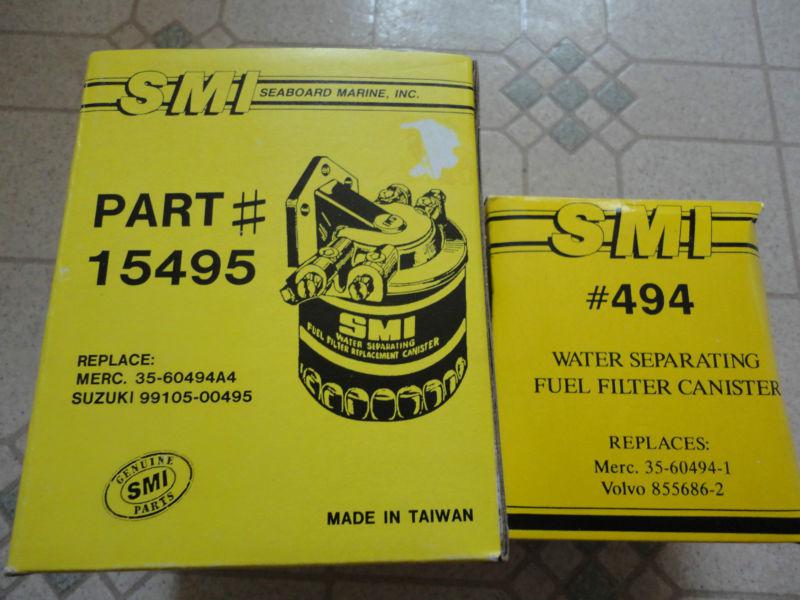 SMI SEABOARD MARINE, INC.
PART #
15495
SMI
WATER SEPARATING
FUEL FILTER REPLACEMENT CANISTER
REPLACE:
MERC. 35-60494A4
SUZUKI 99105-00495
GENUINE
SMI
PARTS
MADE IN TAIWAN
SMI
#494
WATER SEPARATING
FUEL FILTER CANISTER
REPLACES:
Merc. 35-60494-1
Volvo 855686-2